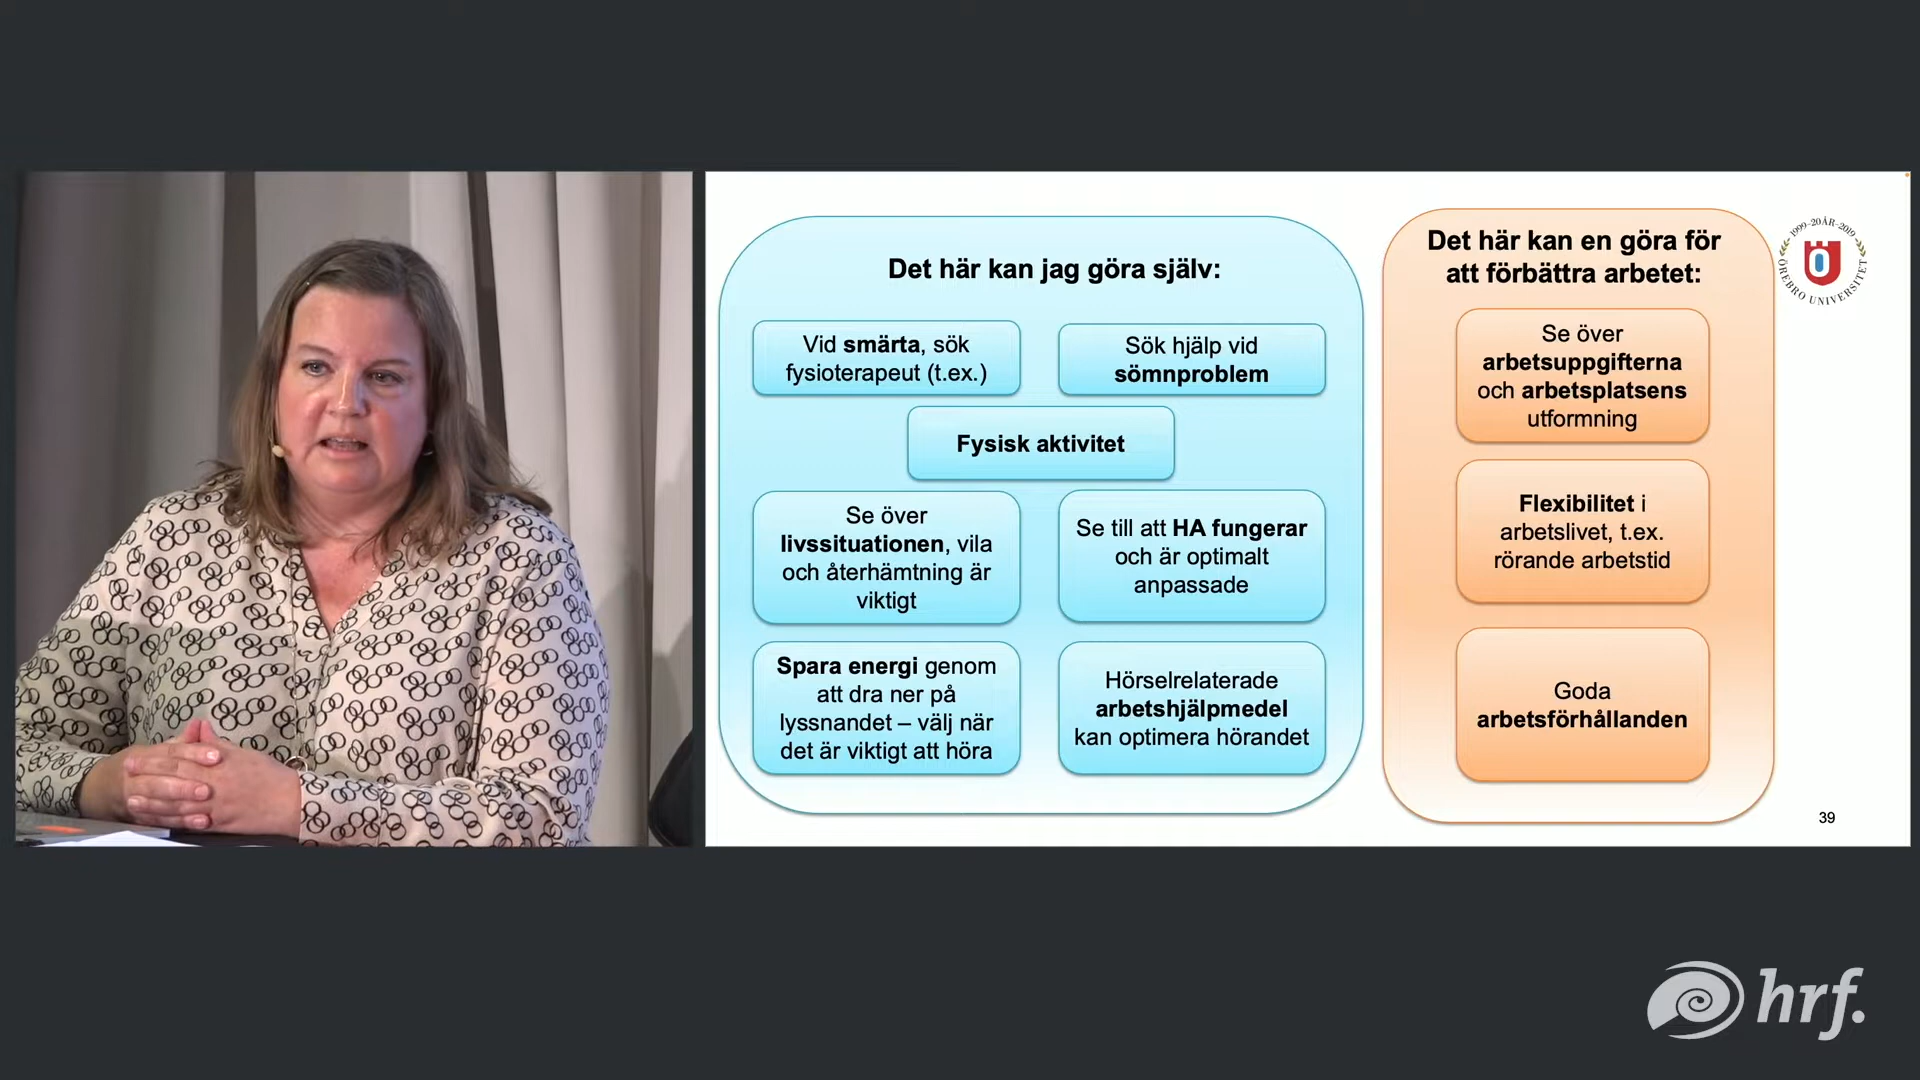 Det här kan jag göra själv:
Vid smärta, sök
fysioterapeut (t.ex.)
Sök hjälp vid
sömnproblem
Fysisk aktivitet
Se över
livssituationen, vila
och återhämtning är
viktigt
Se till att HA fungerar
och är optimalt
anpassade
Spara energi genom
att dra ner på
lyssnandet – välj när
det är viktigt att höra
Hörselrelaterade
arbetshjälpmedel
kan optimera hörandet
Det här kan en göra för
att förbättra arbetet:
Se över
arbetsuppgifterna
och arbetsplatsens
utformning
Flexibilitet i
arbetslivet, t.ex.
rörande arbetstid
Goda
arbetsförhållanden
1999-20ÅR-2019
ÖREBRO UNIVERSITET
39
hrf.